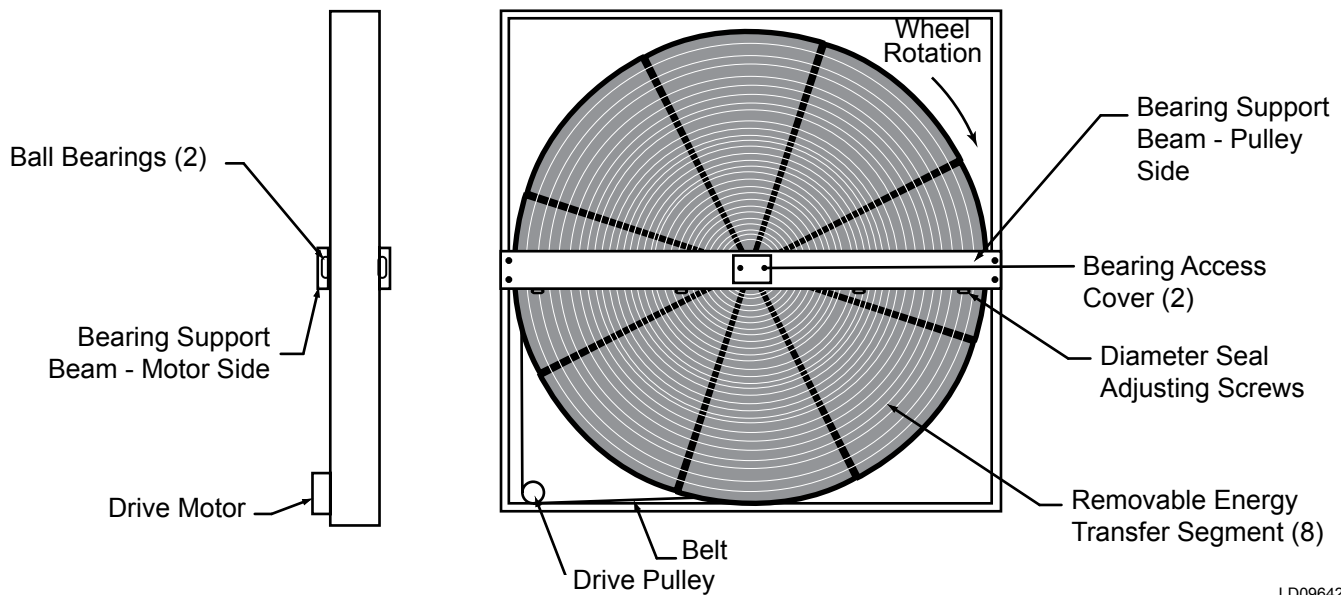 Wheel
Rotation
Ball Bearings (2)
Bearing Support
Beam - Motor Side
Drive Motor
Bearing Support
Beam - Pulley
Side
Bearing Access
Cover (2)
Diameter Seal
Adjusting Screws
Removable Energy
Transfer Segment (8)
Belt
Drive Pulley
LD09642